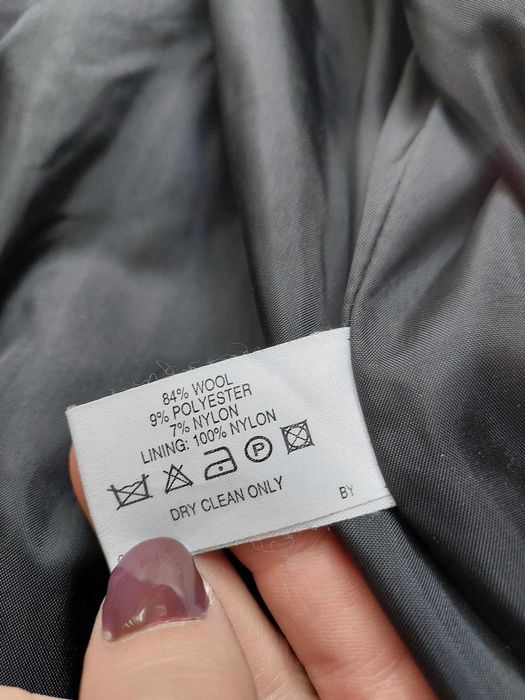 84% WOOL
9% POLYESTER
7% NYLON
LINING: 100% NYLON
P
DRY CLEAN ONLY
BY